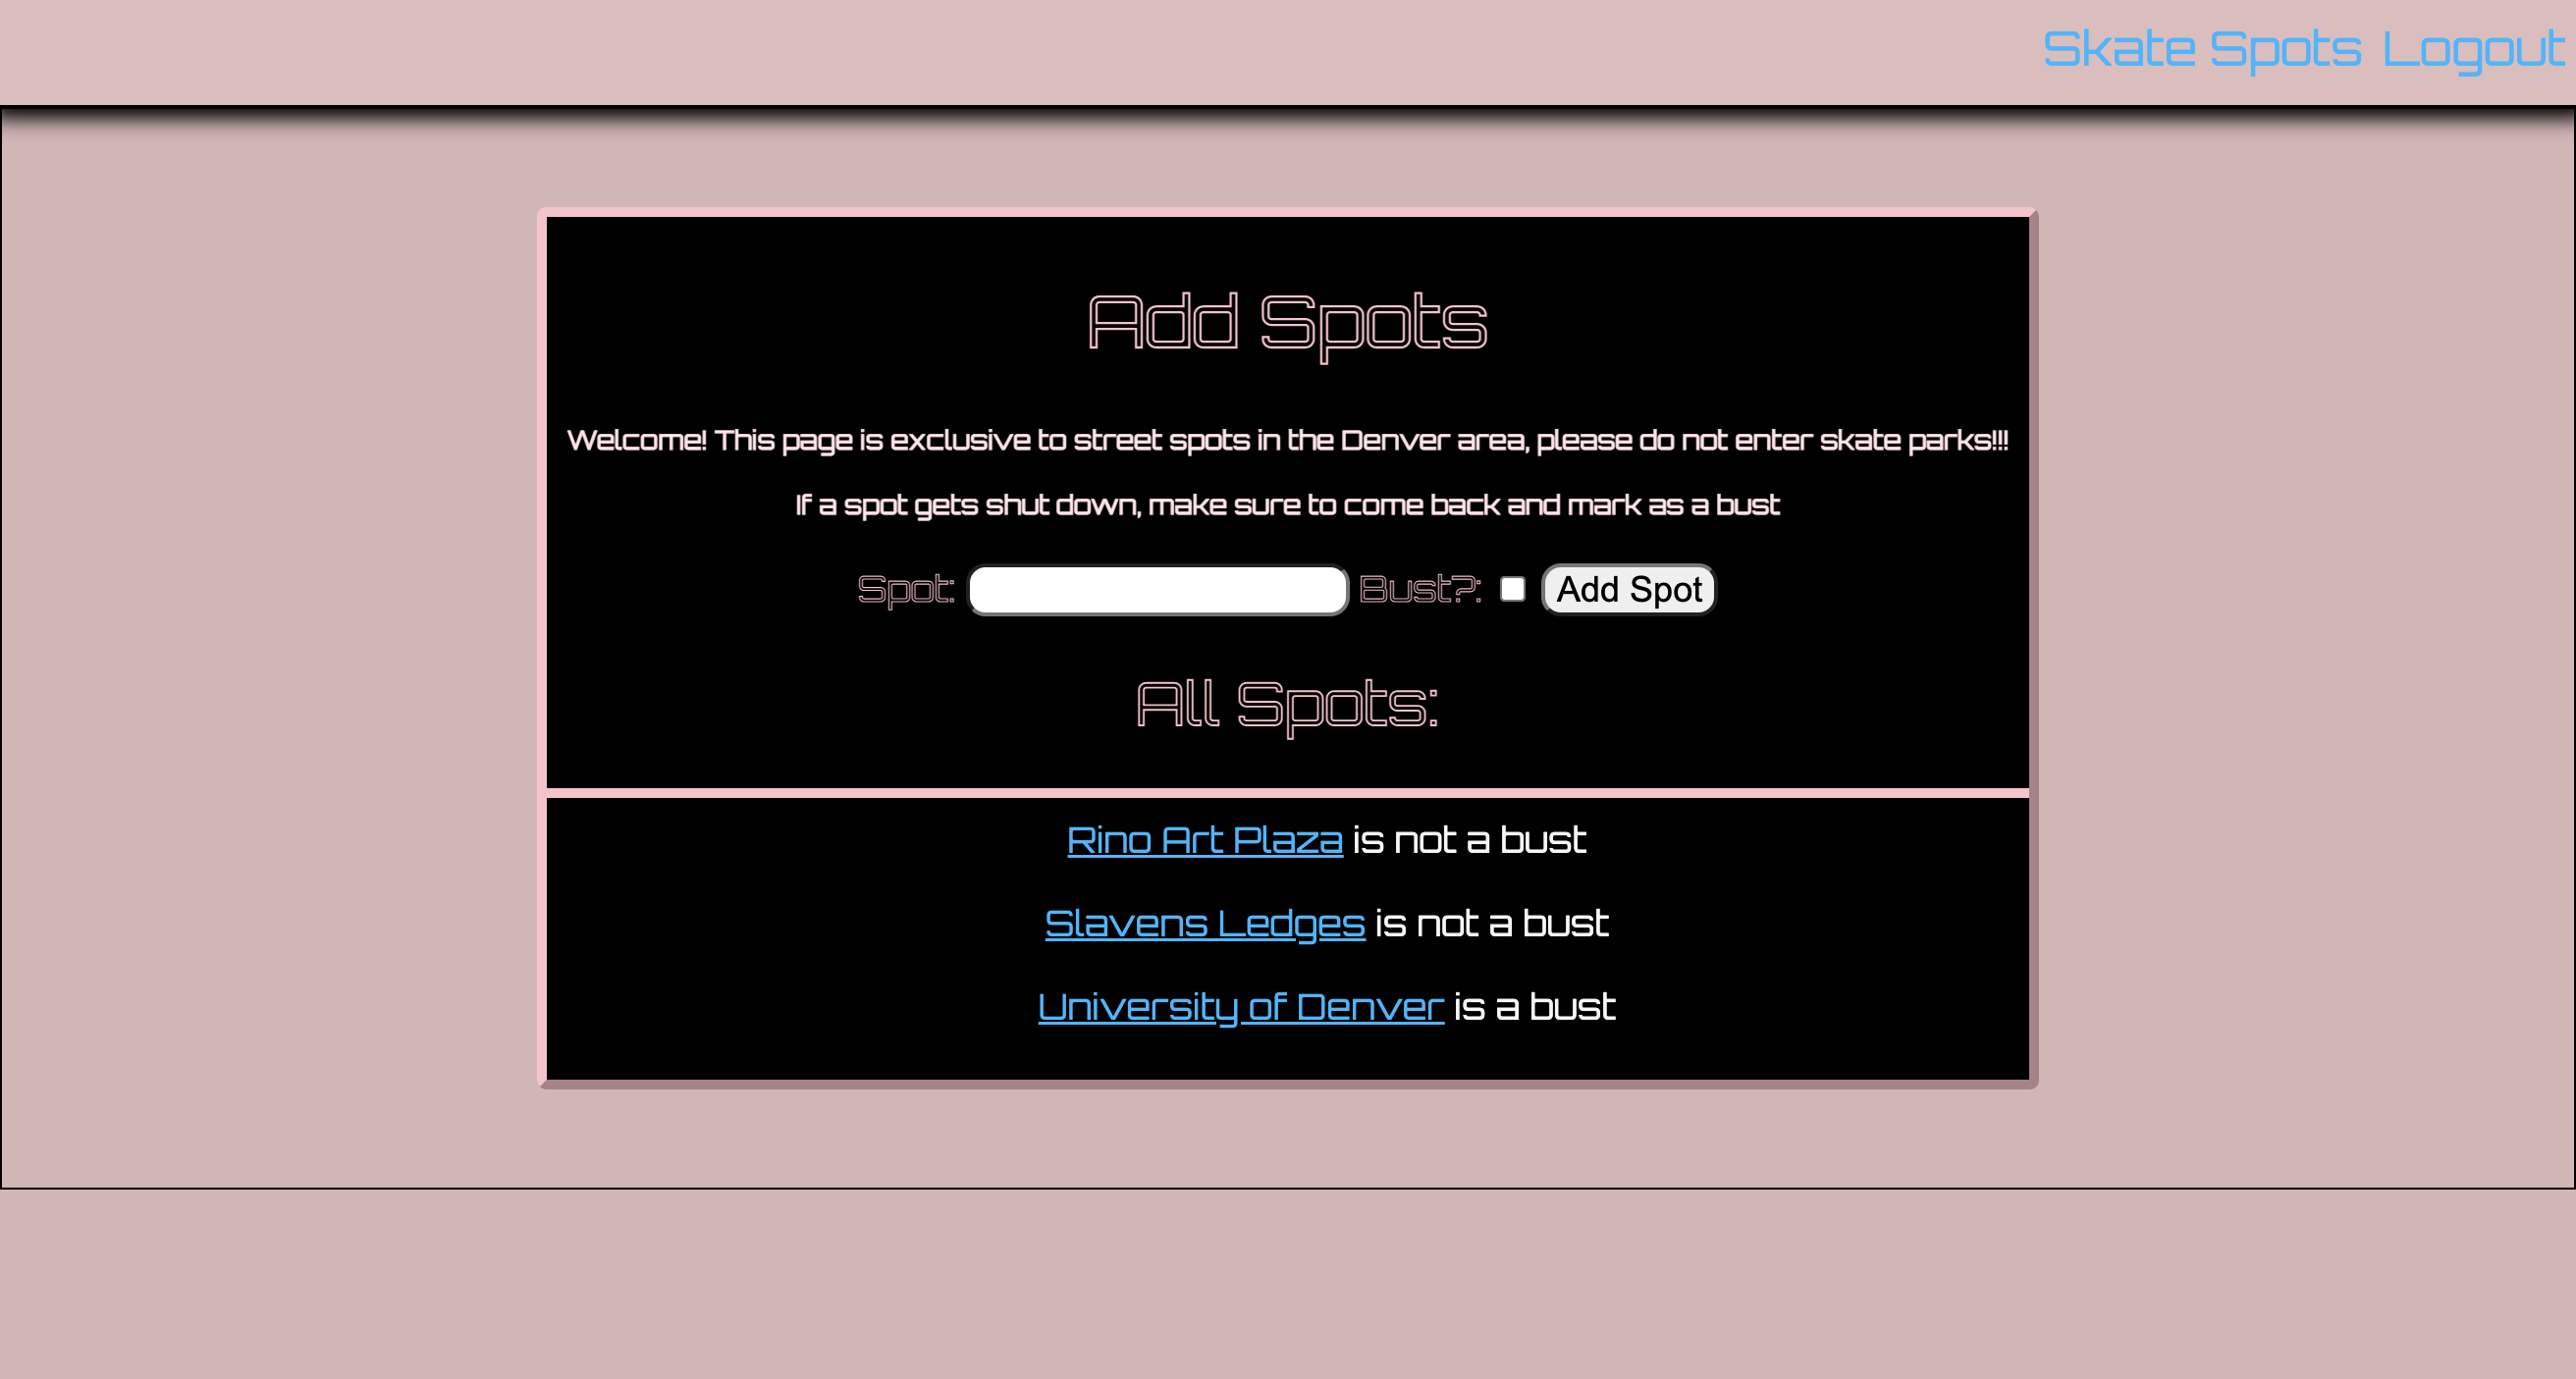 Skate Spots Logout
Add Spots
Welcome! This page is exclusive to street spots in the Denver area, please do not enter skate parks!!!
If a spot gets shut down, make sure to come back and mark as a bust
Spot: Bust?: Add Spot
All Spots:
Rino Art Plaza is not a bust
Slavens Ledges is not a bust
University of Denver is a bust